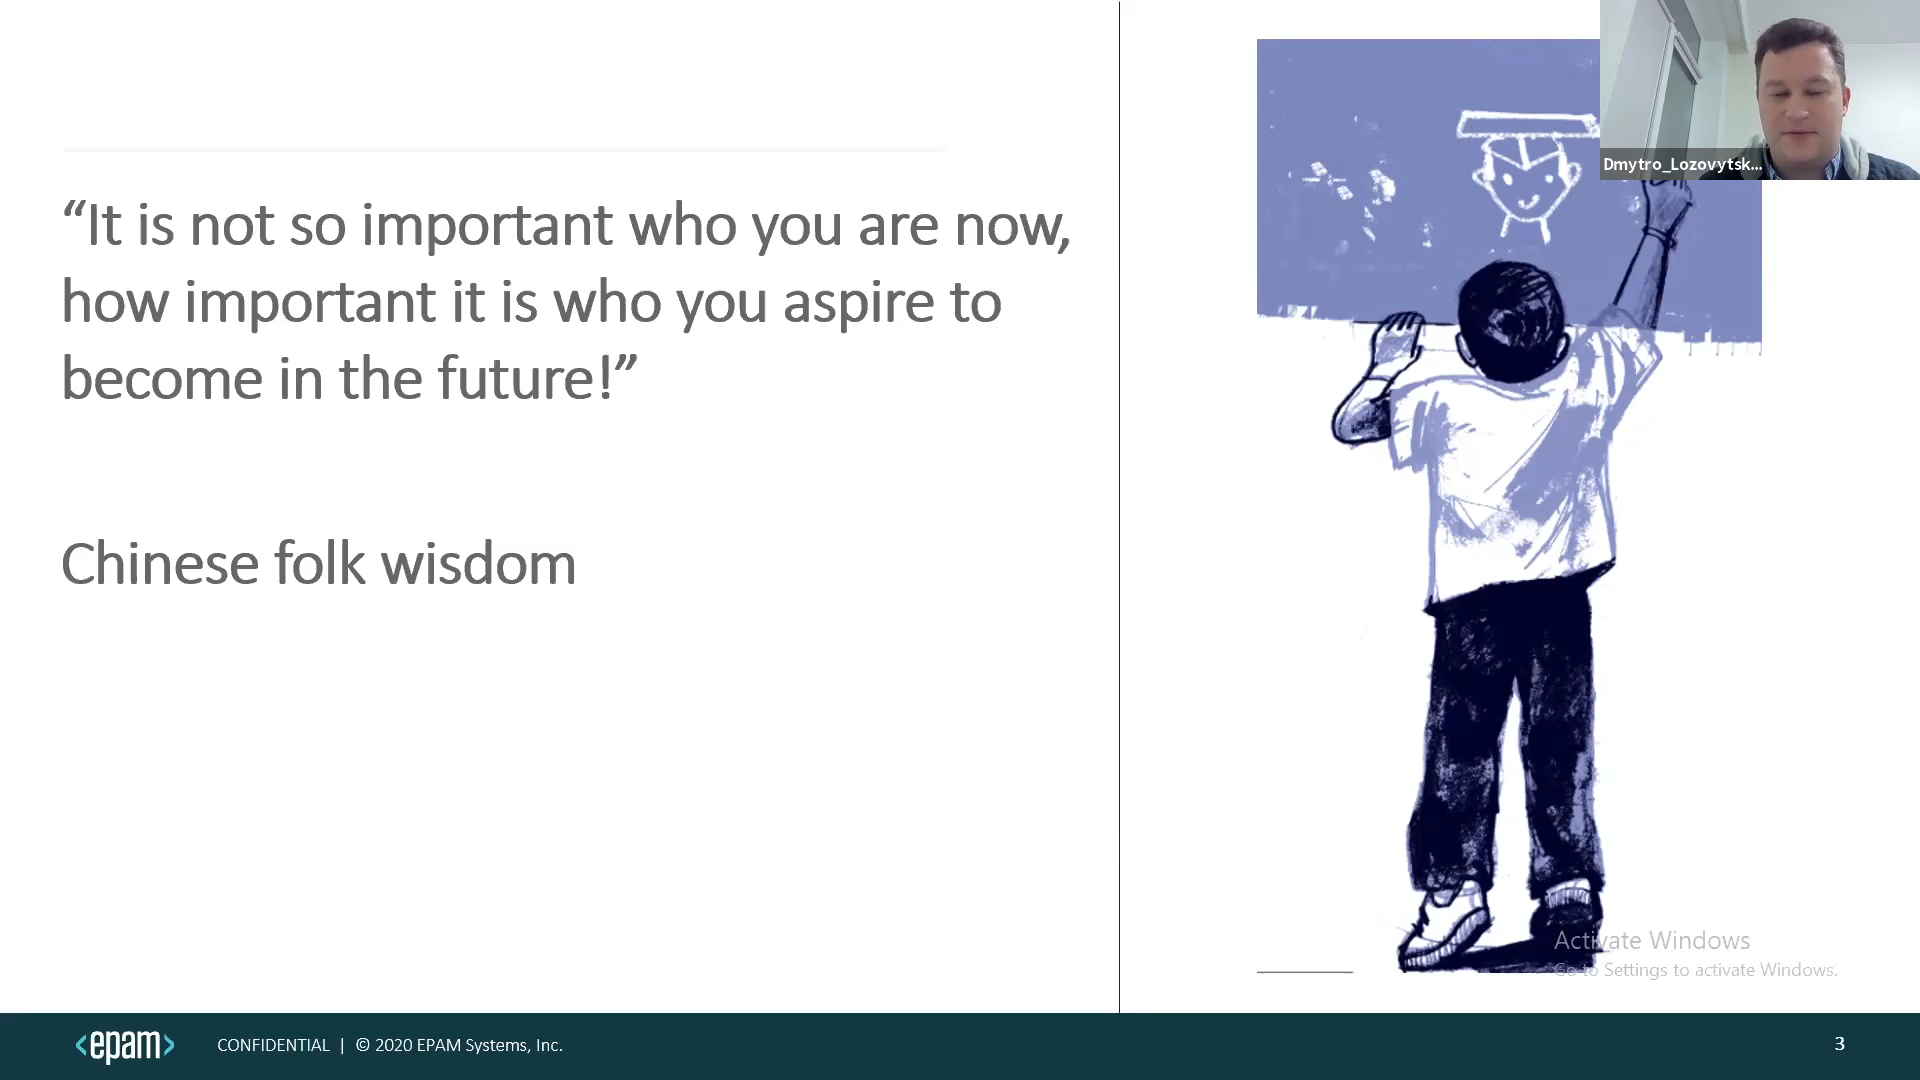 Dmytro_Lozovytsk...
“It is not so important who you are now,
how important it is who you aspire to
become in the future!”
Chinese folk wisdom
Activate Windows
Go to Settings to activate Windows.
<epam>
CONFIDENTIAL | © 2020 EPAM Systems, Inc.
3